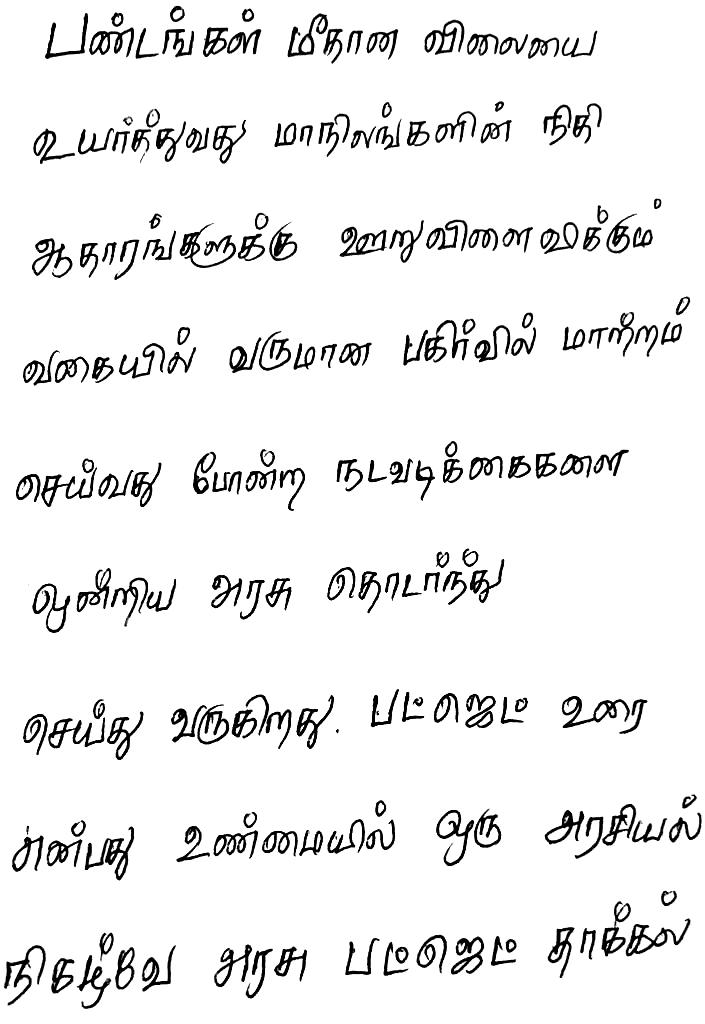 பண்டங்கள் மீதான விலையை
உயர்த்துவது மாநிலங்களின் நிதி
ஆதாரங்களுக்கு ஊறுவிளைவிக்கும்
வகையில் வருமான பகிர்வில் மாற்றம்
செய்வது போன்ற நடவடிக்கைகளை
ஒன்றிய அரசு தொடர்ந்து
செய்து வருகிறது. பட்ஜெட் உரை
என்பது உண்மையில் ஒரு அரசியல்
நிகழ்வே அரசு பட்ஜெட் தாக்கல்